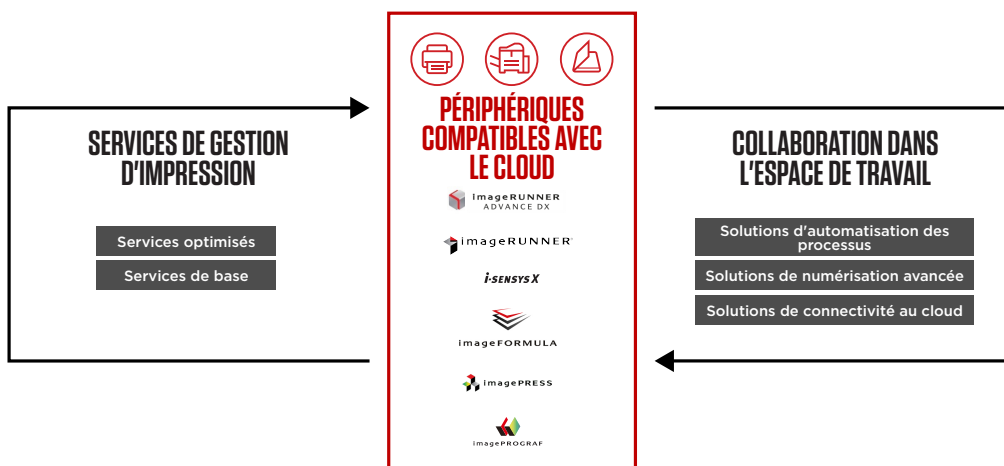 SERVICES DE GESTION
D'IMPRESSION
Services optimisés
Services de base
PÉRIPHÉRIQUES
COMPATIBLES AVEC
LE CLOUD
imageRUNNER
ADVANCE DX
imageRUNNER
i-SENSYS X
imageFORMULA
imagePRESS
imagePROGRAF
COLLABORATION DANS
L'ESPACE DE TRAVAIL
Solutions d'automatisation des
processus
Solutions de numérisation avancée
Solutions de connectivité au cloud